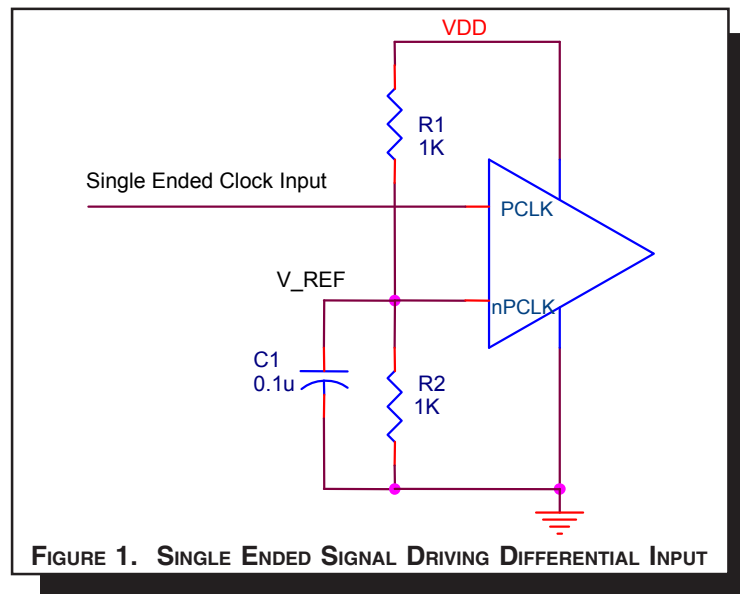 VDD
R1
1K
Single Ended Clock Input
PCLK
V_REF
nPCLK
C1
0.1u
R2
1K
FIGURE 1. SINGLE ENDED SIGNAL DRIVING DIFFERENTIAL INPUT